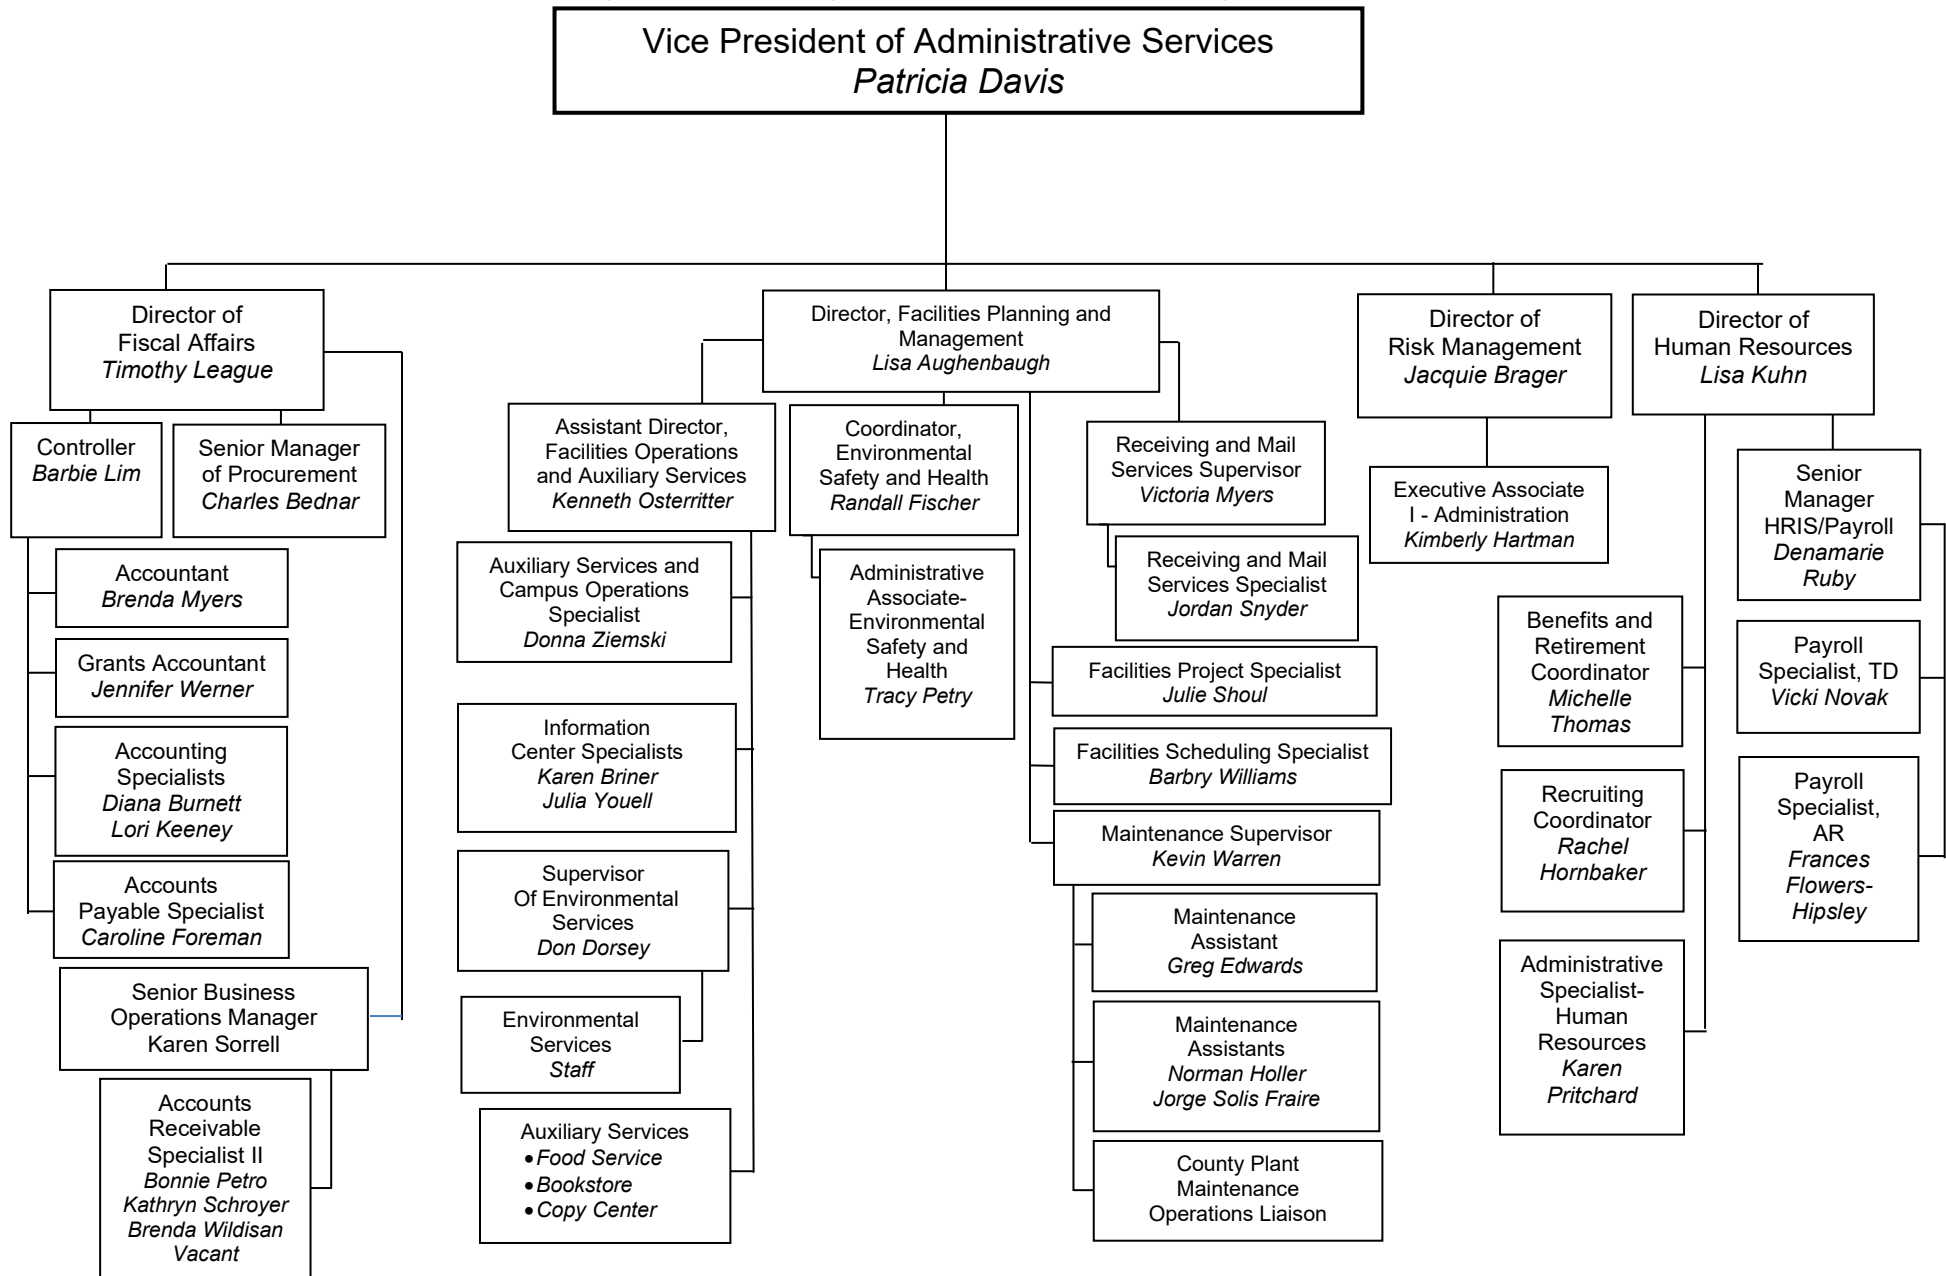 Vice President of Administrative Services
Patricia Davis
Director of
Fiscal Affairs
Timothy League
Director, Facilities Planning and
Management
Lisa Aughenbaugh
Director of
Risk Management
Jacquie Brager
Director of
Human Resources
Lisa Kuhn
Controller
Barbie Lim
Senior Manager
of Procurement
Charles Bednar
Accountant
Brenda Myers
Grants Accountant
Jennifer Werner
Accounting
Specialists
Diana Burnett
Lori Keeney
Accounts
Payable Specialist
Caroline Foreman
Senior Business
Operations Manager
Karen Sorrell
Accounts
Receivable
Specialist II
Bonnie Petro
Kathryn Schroyer
Brenda Wildisan
Vacant
Assistant Director,
Facilities Operations
and Auxiliary Services
Kenneth Osterritter
Auxiliary Services and
Campus Operations
Specialist
Donna Ziemski
Information
Center Specialists
Karen Briner
Julia Youell
Supervisor
Of Environmental
Services
Don Dorsey
Environmental
Services
Staff
Auxiliary Services
• Food Service
• Bookstore
• Copy Center
Coordinator,
Environmental
Safety and Health
Randall Fischer
Administrative
Associate-
Environmental
Safety and
Health
Tracy Petry
Receiving and Mail
Services Supervisor
Victoria Myers
Receiving and Mail
Services Specialist
Jordan Snyder
Facilities Project Specialist
Julie Shoul
Facilities Scheduling Specialist
Barbry Williams
Maintenance Supervisor
Kevin Warren
Maintenance
Assistant
Greg Edwards
Maintenance
Assistants
Norman Holler
Jorge Solis Fraire
County Plant
Maintenance
Operations Liaison
Executive Associate
I - Administration
Kimberly Hartman
Benefits and
Retirement
Coordinator
Michelle
Thomas
Recruiting
Coordinator
Rachel
Hornbaker
Administrative
Specialist-
Human
Resources
Karen
Pritchard
Senior
Manager
HRIS/Payroll
Denamarie
Ruby
Payroll
Specialist, TD
Vicki Novak
Payroll
Specialist,
AR
Frances
Flowers-
Hipsley